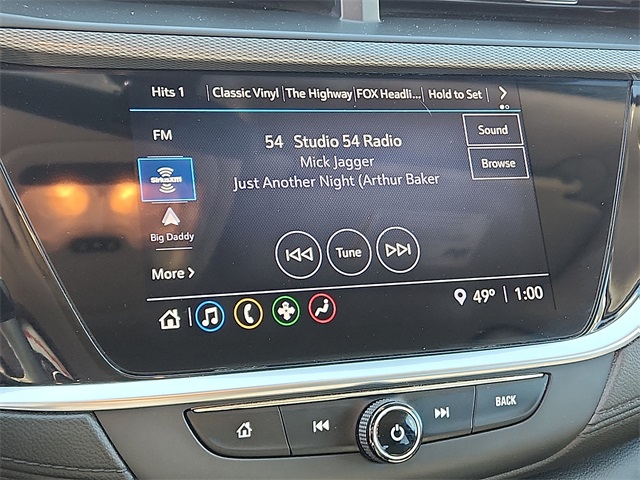 Hits 1 Classic Vinyl The Highway FOX Headli... Hold to Set
FM
54 Studio 54 Radio
Sound
Mick Jagger
Just Another Night (Arthur Baker
Browse
SiriusXM
Big Daddy
Tune
More
49° 1:00
BACK